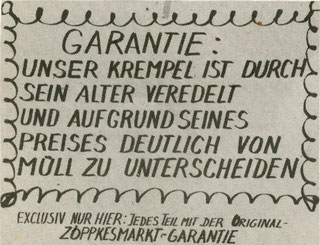 GARANTIE:
UNSER KREMPEL IST DURCH
SEIN ALTER VEREDELT
UND AUFGRUND SEINES
PREISES DEUTLICH VON
MÜLL ZU UNTERSCHEIDEN
EXCLUSIV NUR HIER: JEDES TEIL MIT DER ORIGINAL-
ZÖPPKESMARKT-GARANTIE